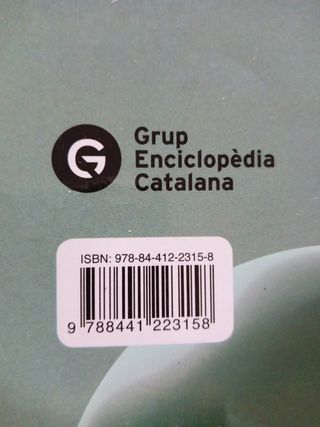 G
Grup
Enciclopèdia
Catalana
ISBN: 978-84-412-2315-8
9 788441 223158